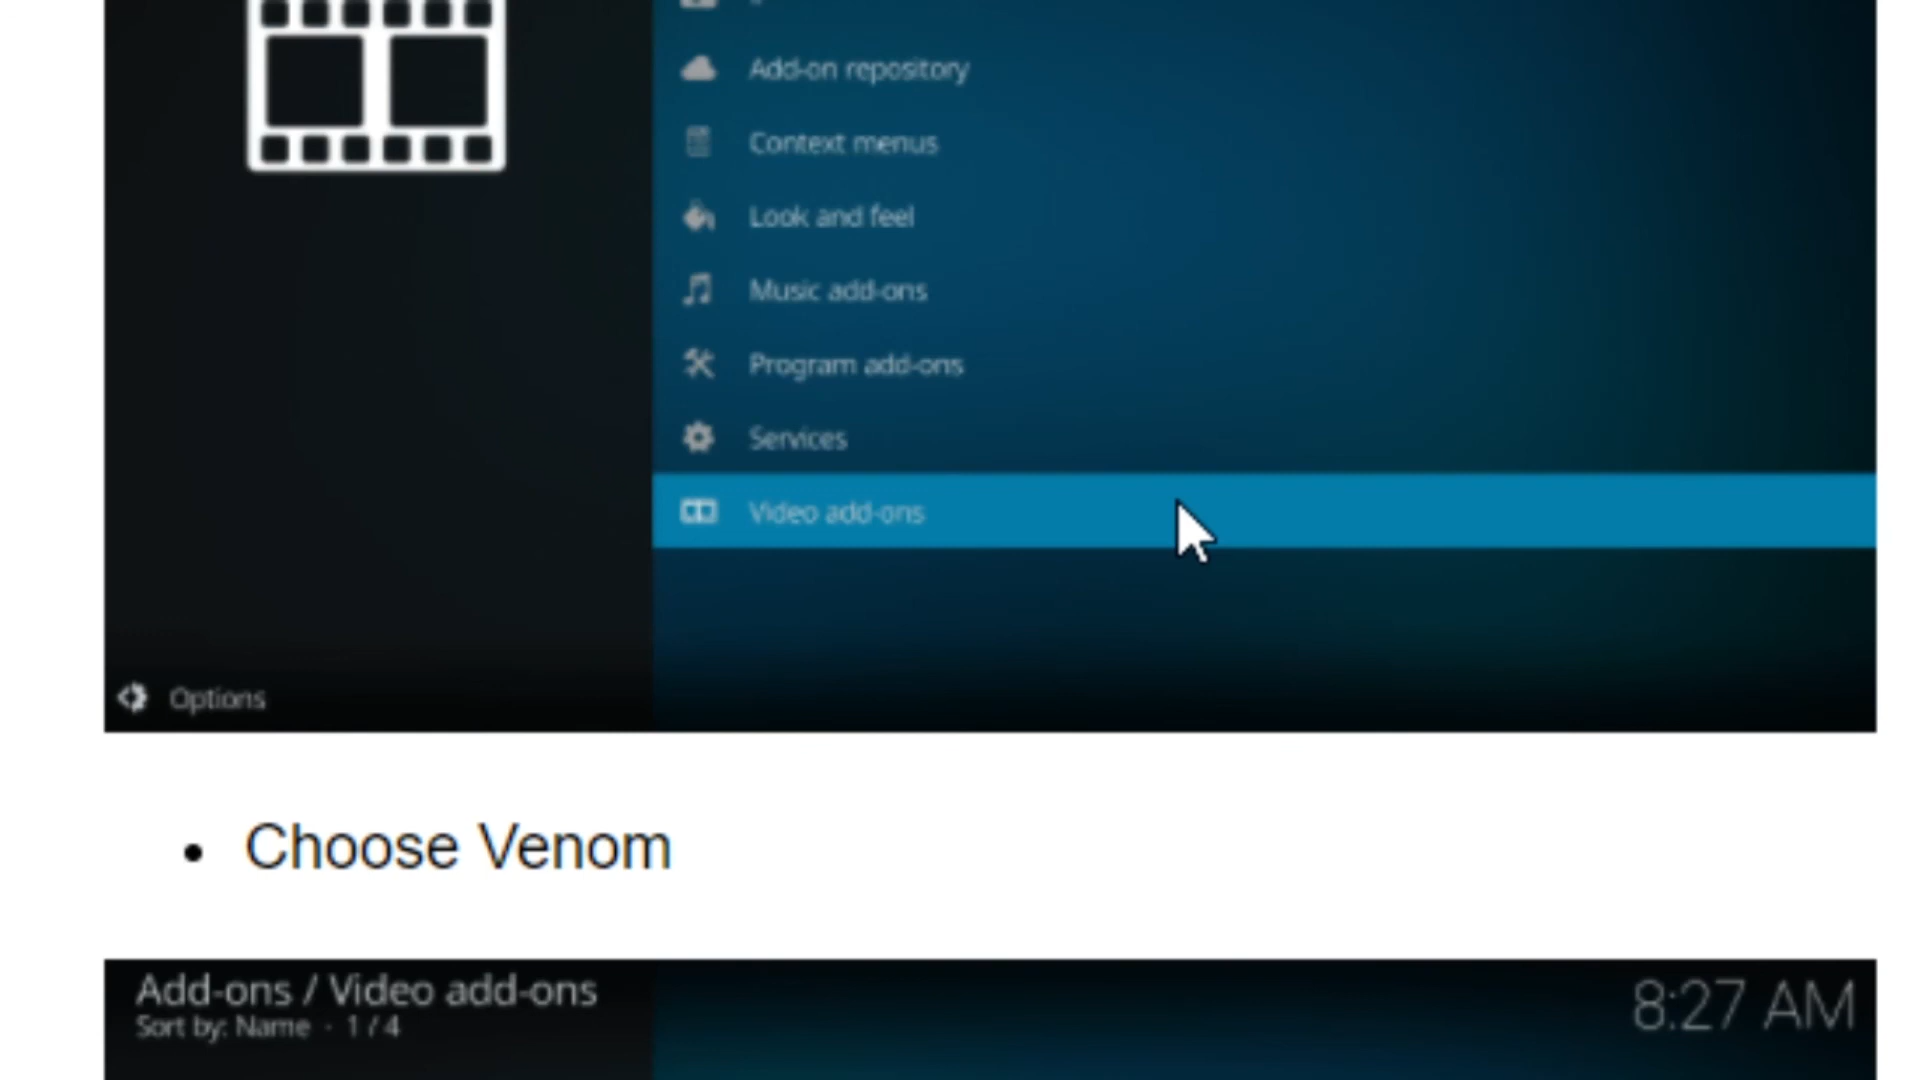 Add-on repository
Context menus
Look and feel
Music add-ons
Program add-ons
Services
Video add-ons
Options
• Choose Venom
Add-ons / Video add-ons
8:27 AM
Sort by: Name · 1 / 4